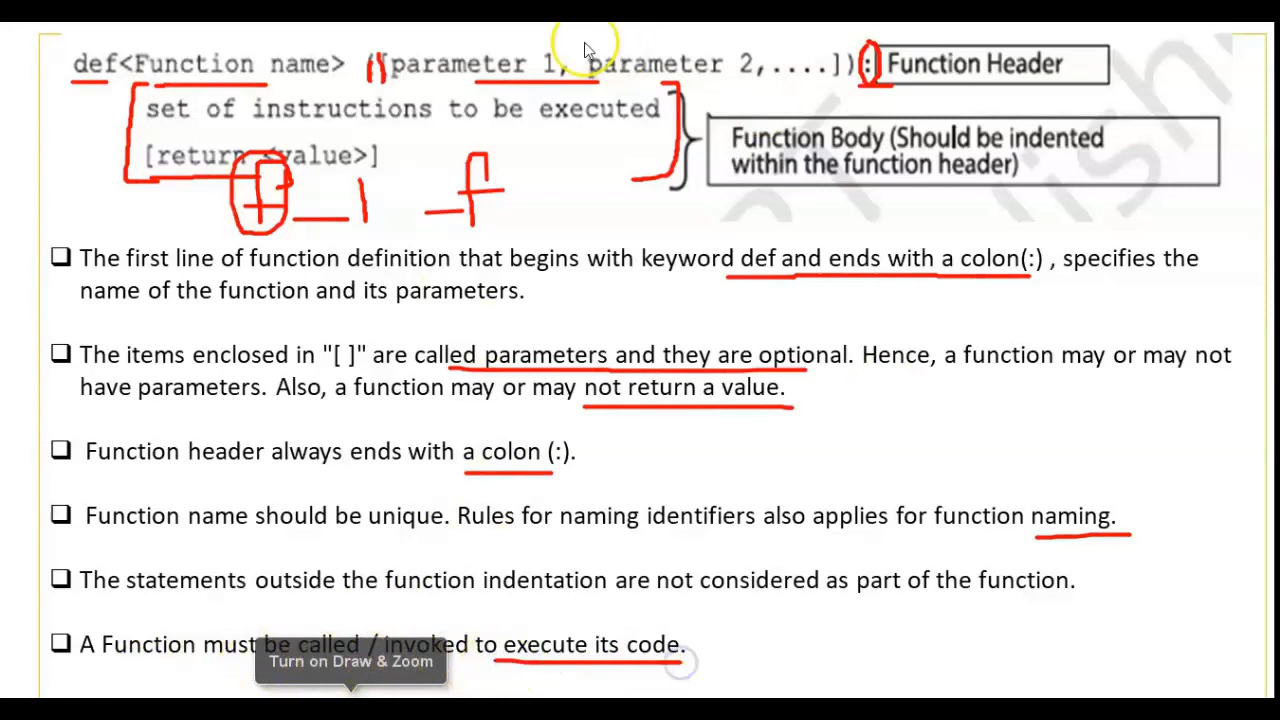 def<Function name> ([parameter 1, parameter 2,....]): Function Header
set of instructions to be executed
[return <value>]
Function Body (Should be indented
within the function header)
f_1 _f
❑ The first line of function definition that begins with keyword def and ends with a colon(:) , specifies the
name of the function and its parameters.
❑ The items enclosed in "[ ]" are called parameters and they are optional. Hence, a function may or may not
have parameters. Also, a function may or may not return a value.
❑ Function header always ends with a colon (:).
❑ Function name should be unique. Rules for naming identifiers also applies for function naming.
❑ The statements outside the function indentation are not considered as part of the function.
❑ A Function must be called / invoked to execute its code.
Turn on Draw & Zoom